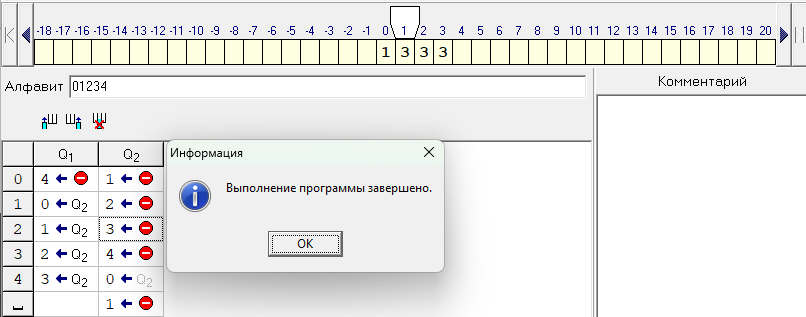 -18 -17 -16 -15 -14 -13 -12 -11 -10 -9 -8 -7 -6 -5 -4 -3 -2 -1 0 1 2 3 4 5 6 7 8 9 10 11 12 13 14 15 16 17 18 19 20
1 3 3 3
Алфавит 01234
Комментарий
Q1 Q2
0 4 ← 1 ←
1 0 ← Q2 2 ←
2 1 ← Q2 3 ←
3 2 ← Q2 4 ←
4 3 ← Q2 0 ← Q2
␣ 1 ←
Информация
Выполнение программы завершено.
OK